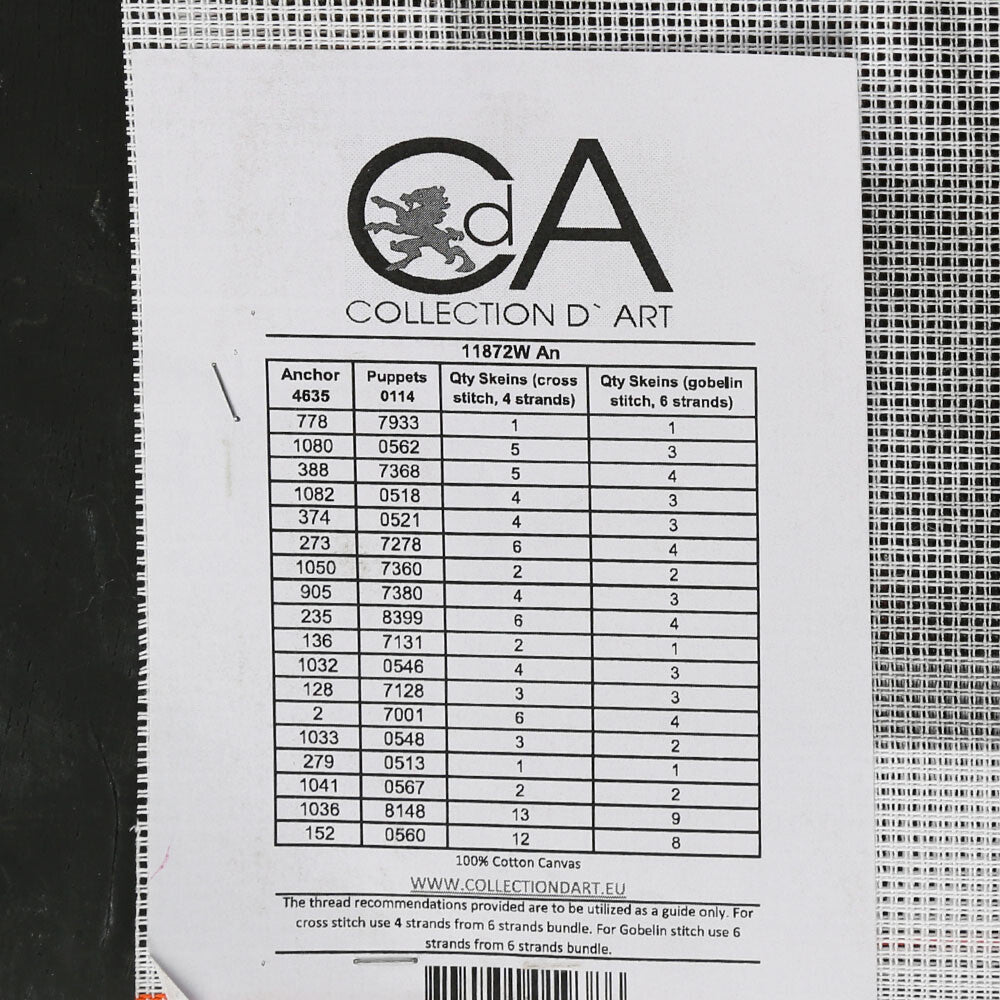 CdA
COLLECTION D` ART
11872W An
Anchor 4635 Puppets 0114 Qty Skeins (cross stitch, 4 strands) Qty Skeins (gobelin stitch, 6 strands)
778 7933 1 1
1080 0562 5 3
388 7368 5 4
1082 0518 4 3
374 0521 4 3
273 7278 6 4
1050 7360 2 2
905 7380 4 3
235 8399 6 4
136 7131 2 1
1032 0546 4 3
128 7128 3 3
2 7001 6 4
1033 0548 3 2
279 0513 1 1
1041 0567 2 2
1036 8148 13 9
152 0560 12 8
100% Cotton Canvas
WWW.COLLECTIONDART.EU
The thread recommendations provided are to be utilized as a guide only. For
cross stitch use 4 strands from 6 strands bundle. For Gobelin stitch use 6
strands from 6 strands bundle.